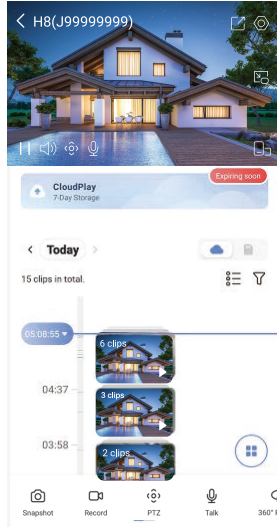 H8(J99999999)
Expiring soon
CloudPlay
7-Day Storage
Today
15 clips in total.
05:08:55
6 clips
04:37
3 clips
03:58
2 clips
Snapshot
Record
PTZ
Talk
360°